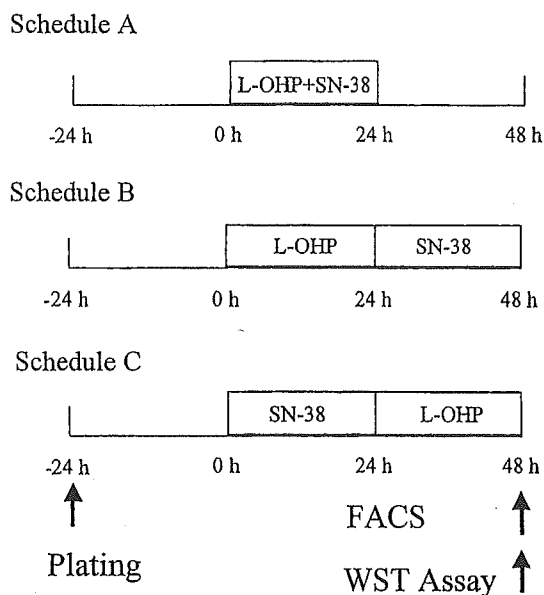 Schedule A
L-OHP+SN-38
-24 h 0 h 24 h 48 h
Schedule B
L-OHP SN-38
-24 h 0 h 24 h 48 h
Schedule C
SN-38 L-OHP
-24 h 0 h 24 h 48 h
FACS
Plating
WST Assay